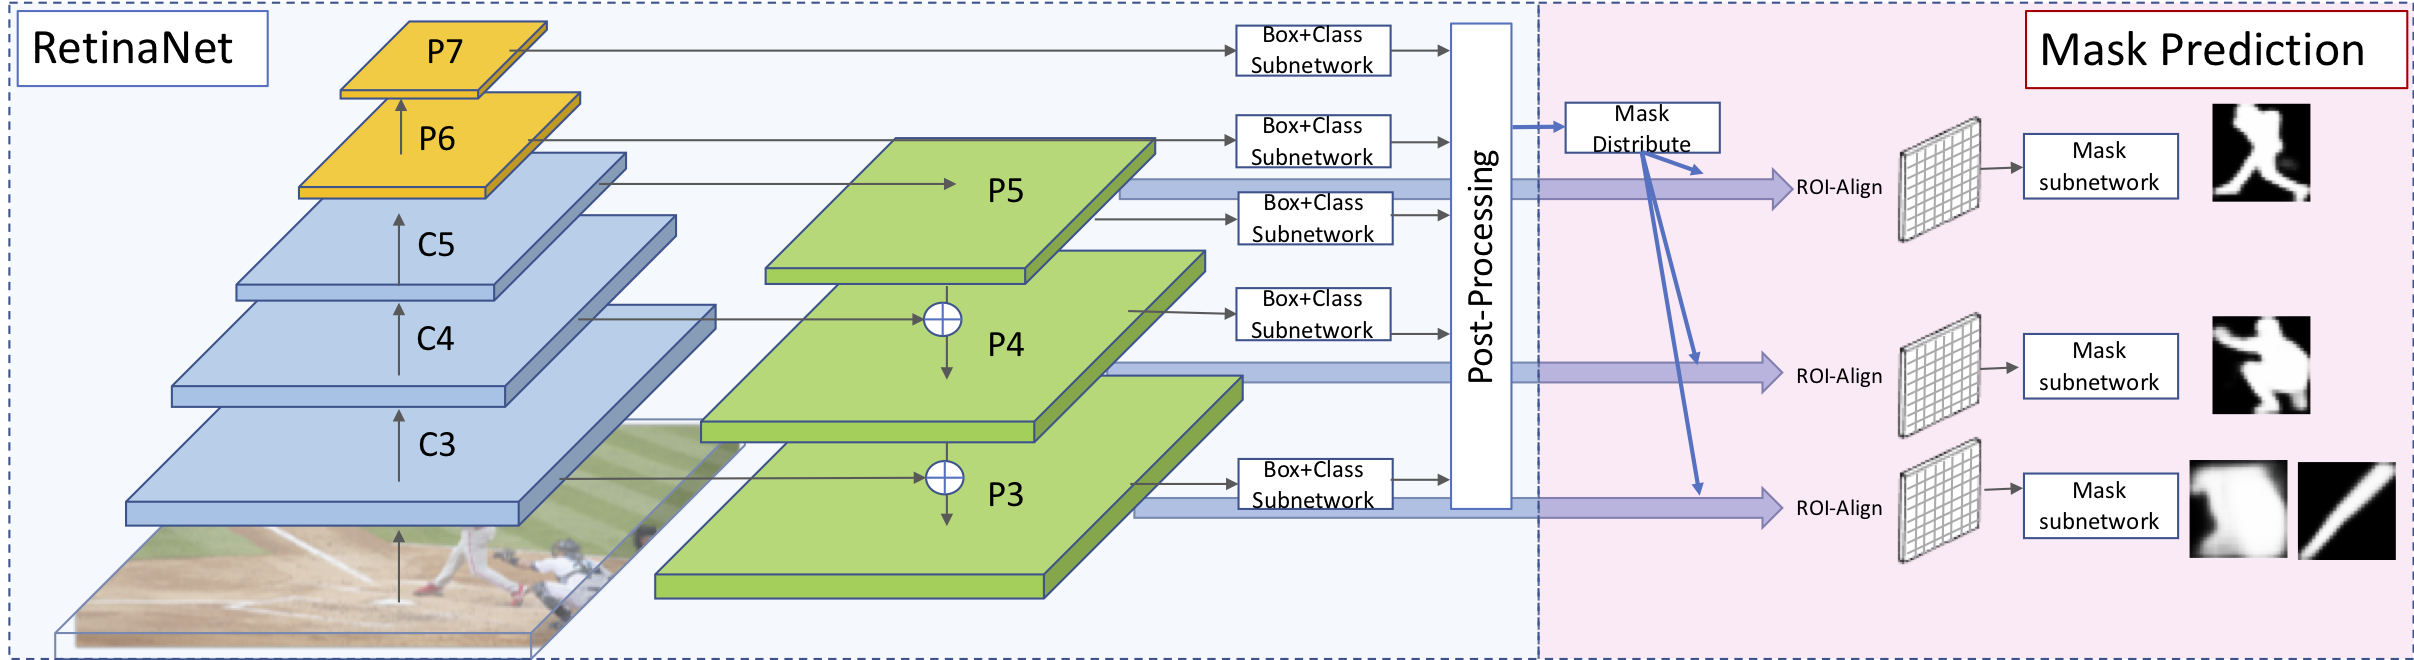 RetinaNet
P7
P6
C5
C4
C3
P5
P4
P3
Box+Class
Subnetwork
Box+Class
Subnetwork
Box+Class
Subnetwork
Box+Class
Subnetwork
Box+Class
Subnetwork
Post-Processing
Mask Prediction
Mask
Distribute
ROI-Align
Mask
subnetwork
ROI-Align
Mask
subnetwork
ROI-Align
Mask
subnetwork